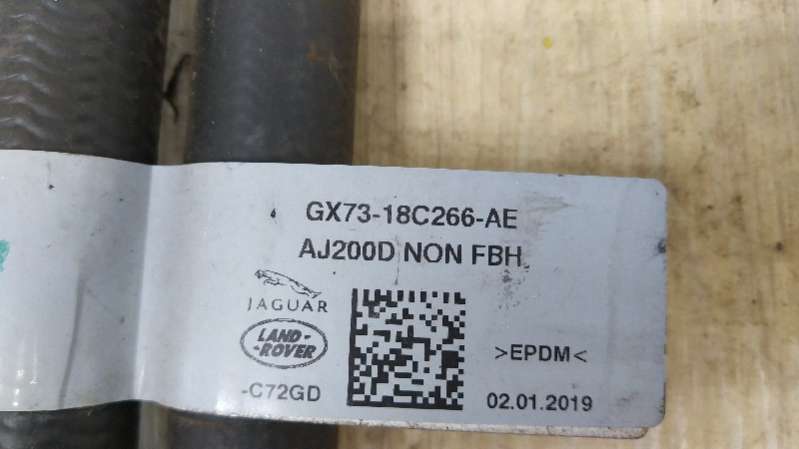 GX73-18C266-AE
AJ200D NON FBH
JAGUAR
LAND-
-ROVER
-C72GD
>EPDM<
02.01.2019